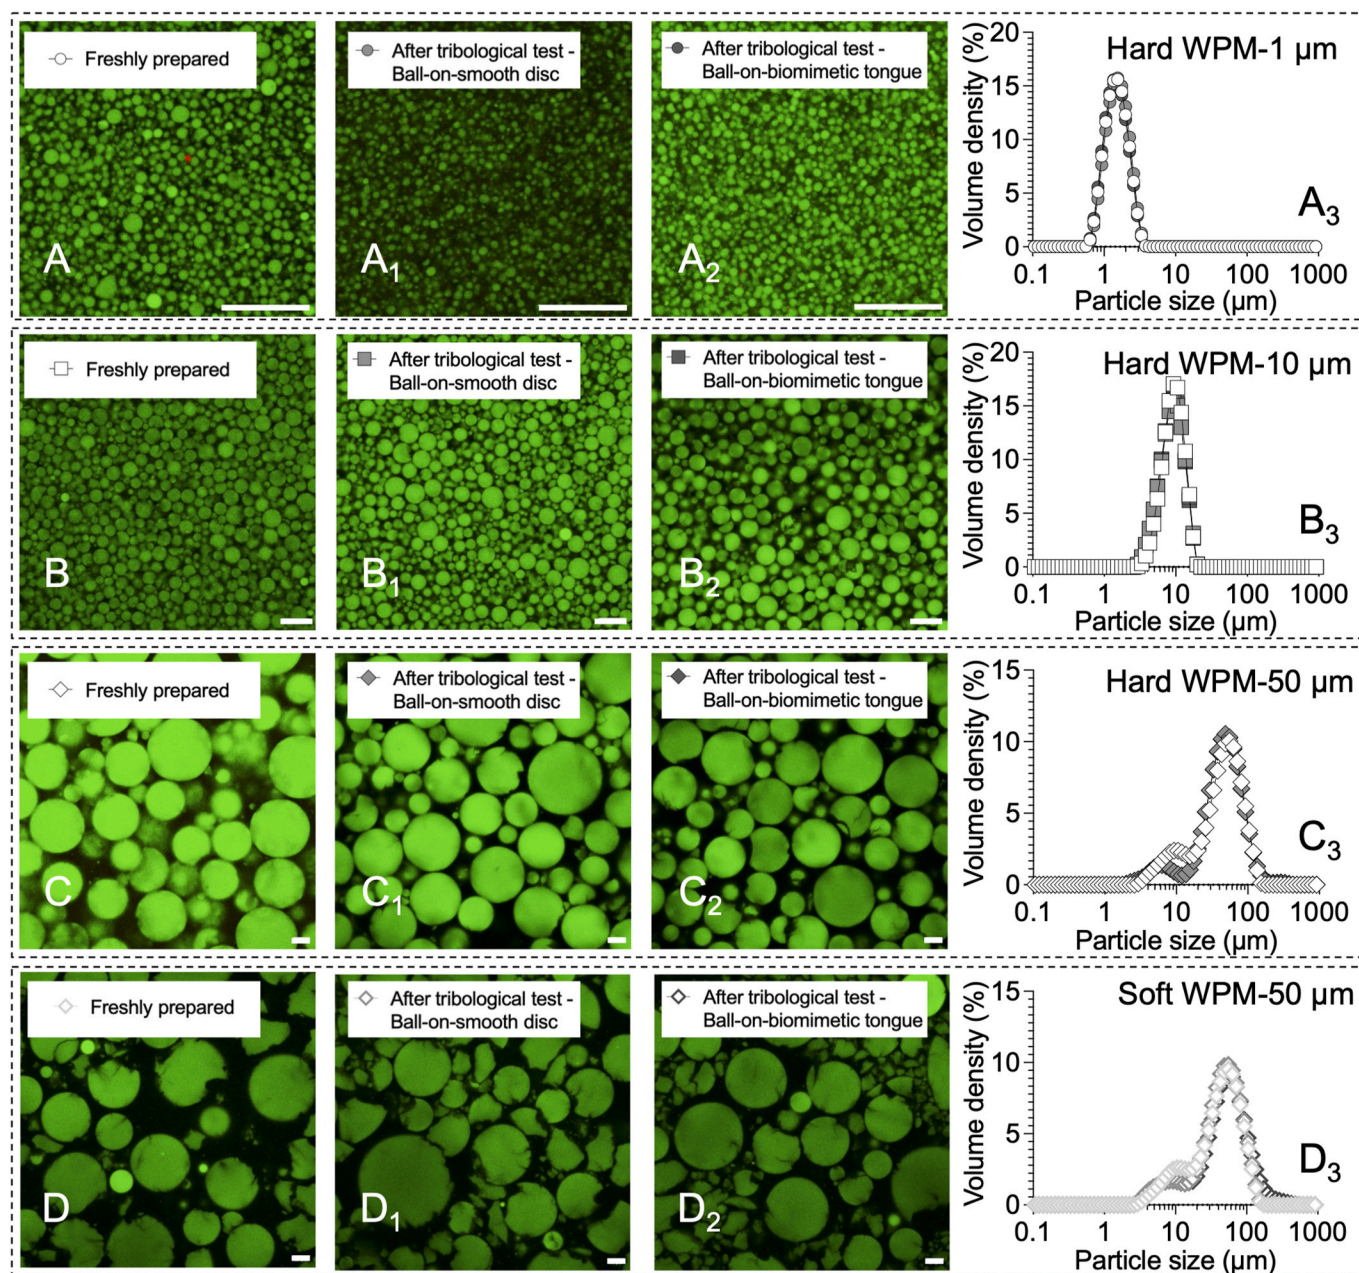 Freshly prepared
After tribological test -
Ball-on-smooth disc
After tribological test -
Ball-on-biomimetic tongue
A
A1
A2
Hard WPM-1 µm
Volume density (%)
20
15
10
5
0
A3
0.1 1 10 100 1000
Particle size (µm)
Freshly prepared
After tribological test -
Ball-on-smooth disc
After tribological test -
Ball-on-biomimetic tongue
B
B1
B2
Hard WPM-10 µm
Volume density (%)
20
15
10
5
0
B3
0.1 1 10 100 1000
Particle size (µm)
Freshly prepared
After tribological test -
Ball-on-smooth disc
After tribological test -
Ball-on-biomimetic tongue
C
C1
C2
Hard WPM-50 µm
Volume density (%)
15
10
5
0
C3
0.1 1 10 100 1000
Particle size (µm)
Freshly prepared
After tribological test -
Ball-on-smooth disc
After tribological test -
Ball-on-biomimetic tongue
D
D1
D2
Soft WPM-50 µm
Volume density (%)
15
10
5
0
D3
0.1 1 10 100 1000
Particle size (µm)